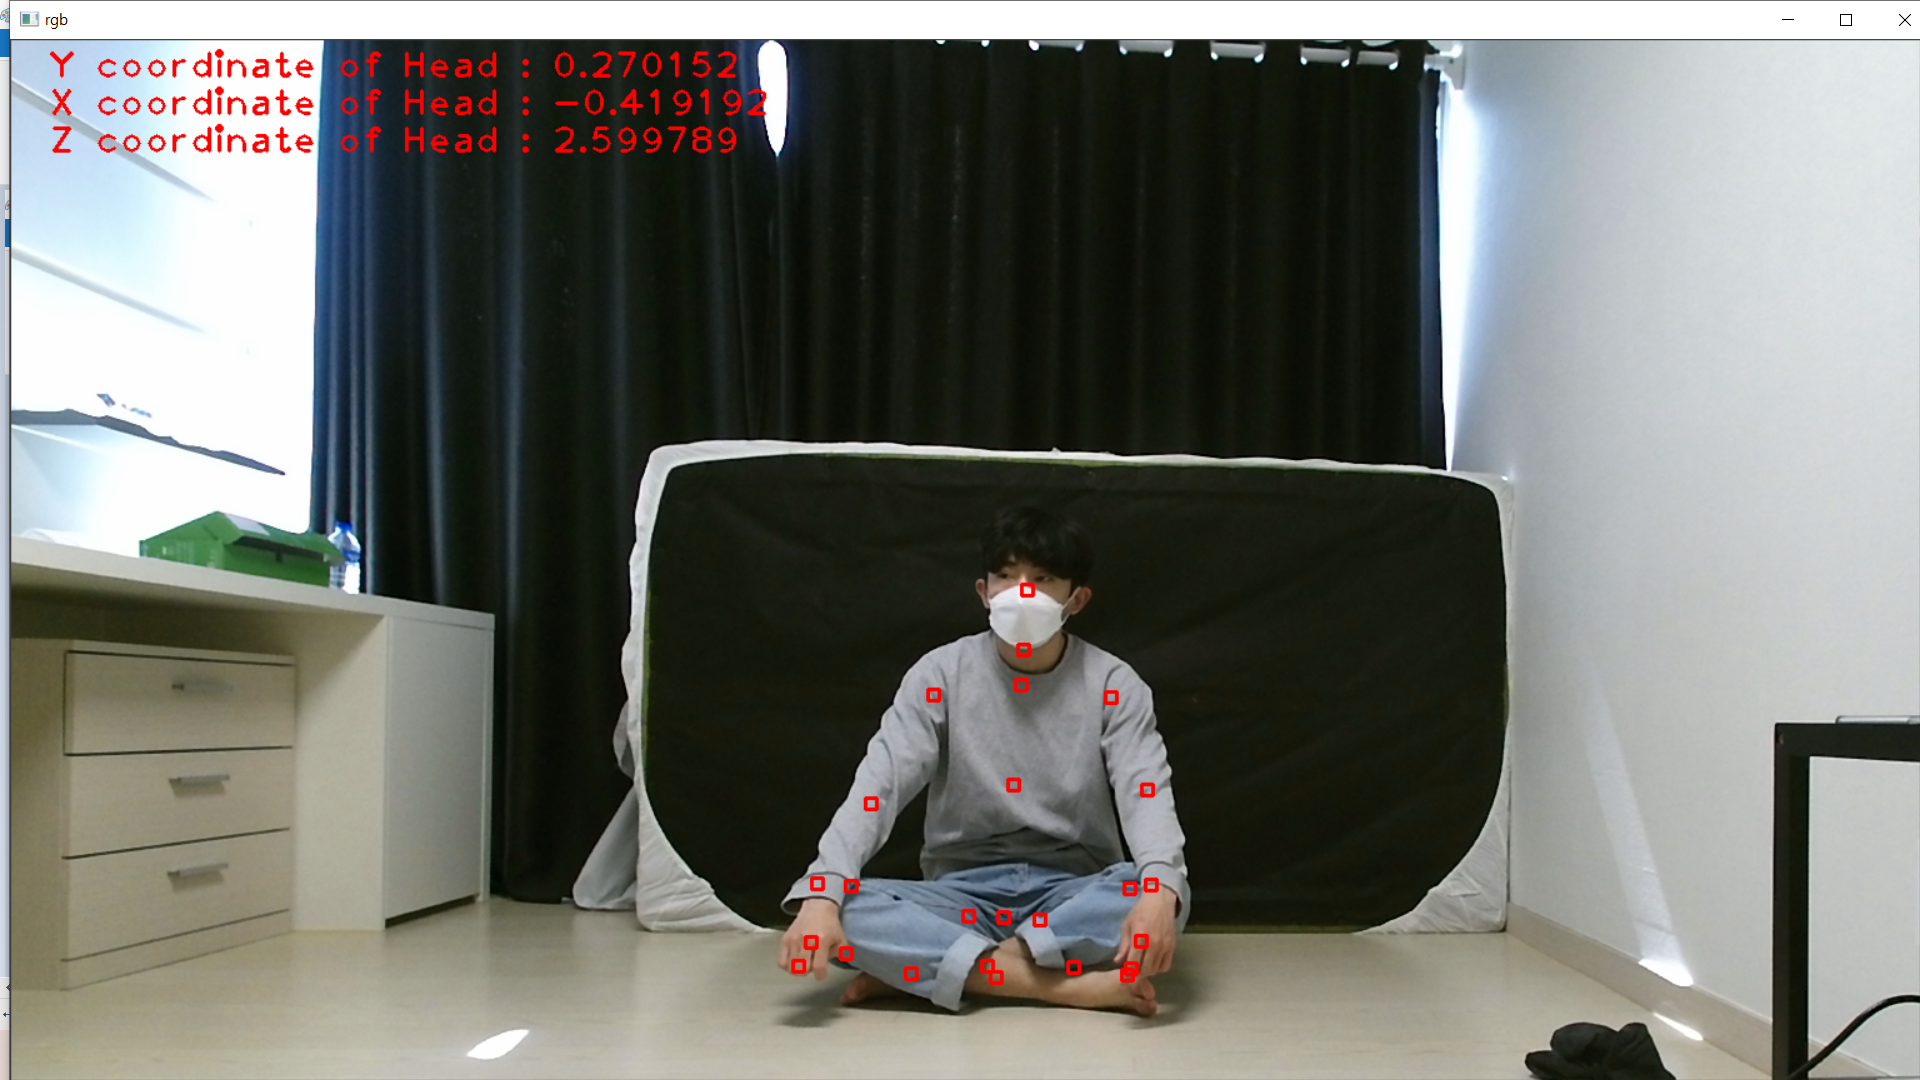 rgb
Y coordinate of Head : 0.270152
X coordinate of Head : -0.419192
Z coordinate of Head : 2.599789